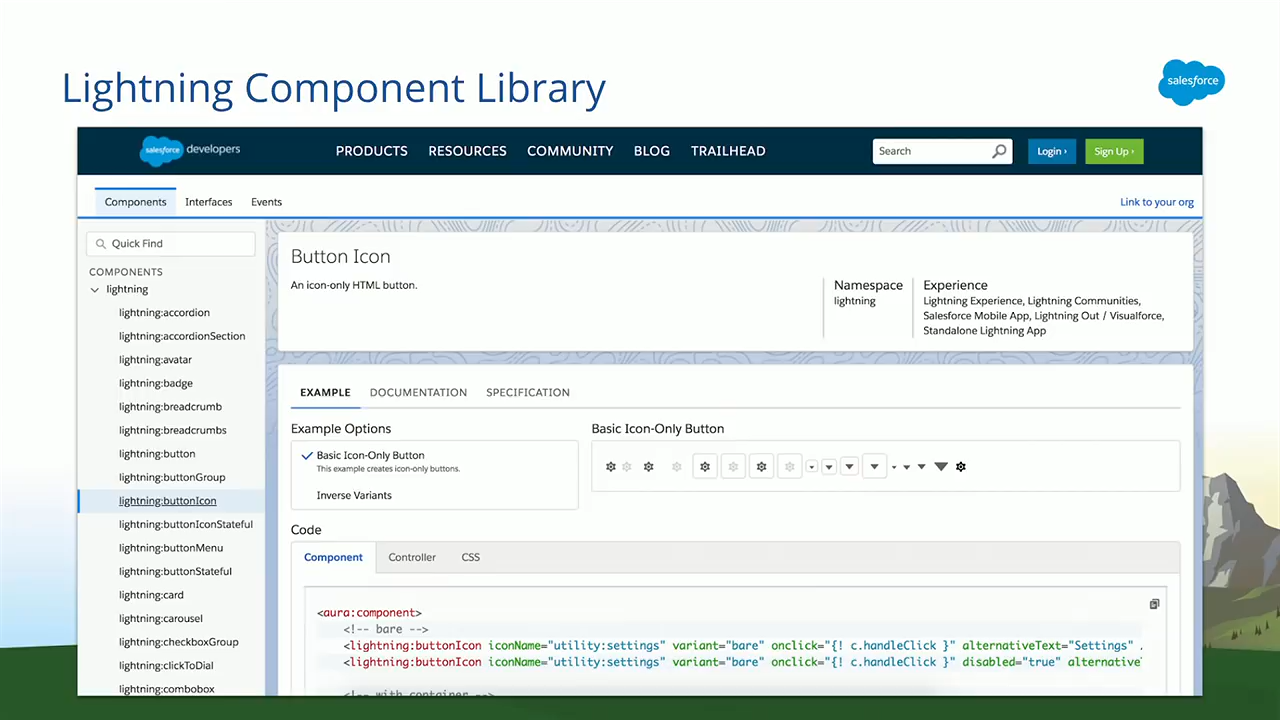 Lightning Component Library
salesforce
salesforce developers
PRODUCTS RESOURCES COMMUNITY BLOG TRAILHEAD
Search
Login ›
Sign Up ›
Components Interfaces Events
Link to your org
Quick Find
COMPONENTS
lightning
lightning:accordion
lightning:accordionSection
lightning:avatar
lightning:badge
lightning:breadcrumb
lightning:breadcrumbs
lightning:button
lightning:buttonGroup
lightning:buttonIcon
lightning:buttonIconStateful
lightning:buttonMenu
lightning:buttonStateful
lightning:card
lightning:carousel
lightning:checkboxGroup
lightning:clickToDial
lightning:combobox
Button Icon
An icon-only HTML button.
Namespace
lightning
Experience
Lightning Experience, Lightning Communities,
Salesforce Mobile App, Lightning Out / Visualforce,
Standalone Lightning App
EXAMPLE DOCUMENTATION SPECIFICATION
Example Options
Basic Icon-Only Button
This example creates icon-only buttons.
Inverse Variants
Basic Icon-Only Button
Code
Component Controller CSS
<aura:component>
<!-- bare -->
<lightning:buttonIcon iconName="utility:settings" variant="bare" onclick="{! c.handleClick }" alternativeText="Settings"
<lightning:buttonIcon iconName="utility:settings" variant="bare" onclick="{! c.handleClick }" disabled="true" alternative
<!-- with container -->